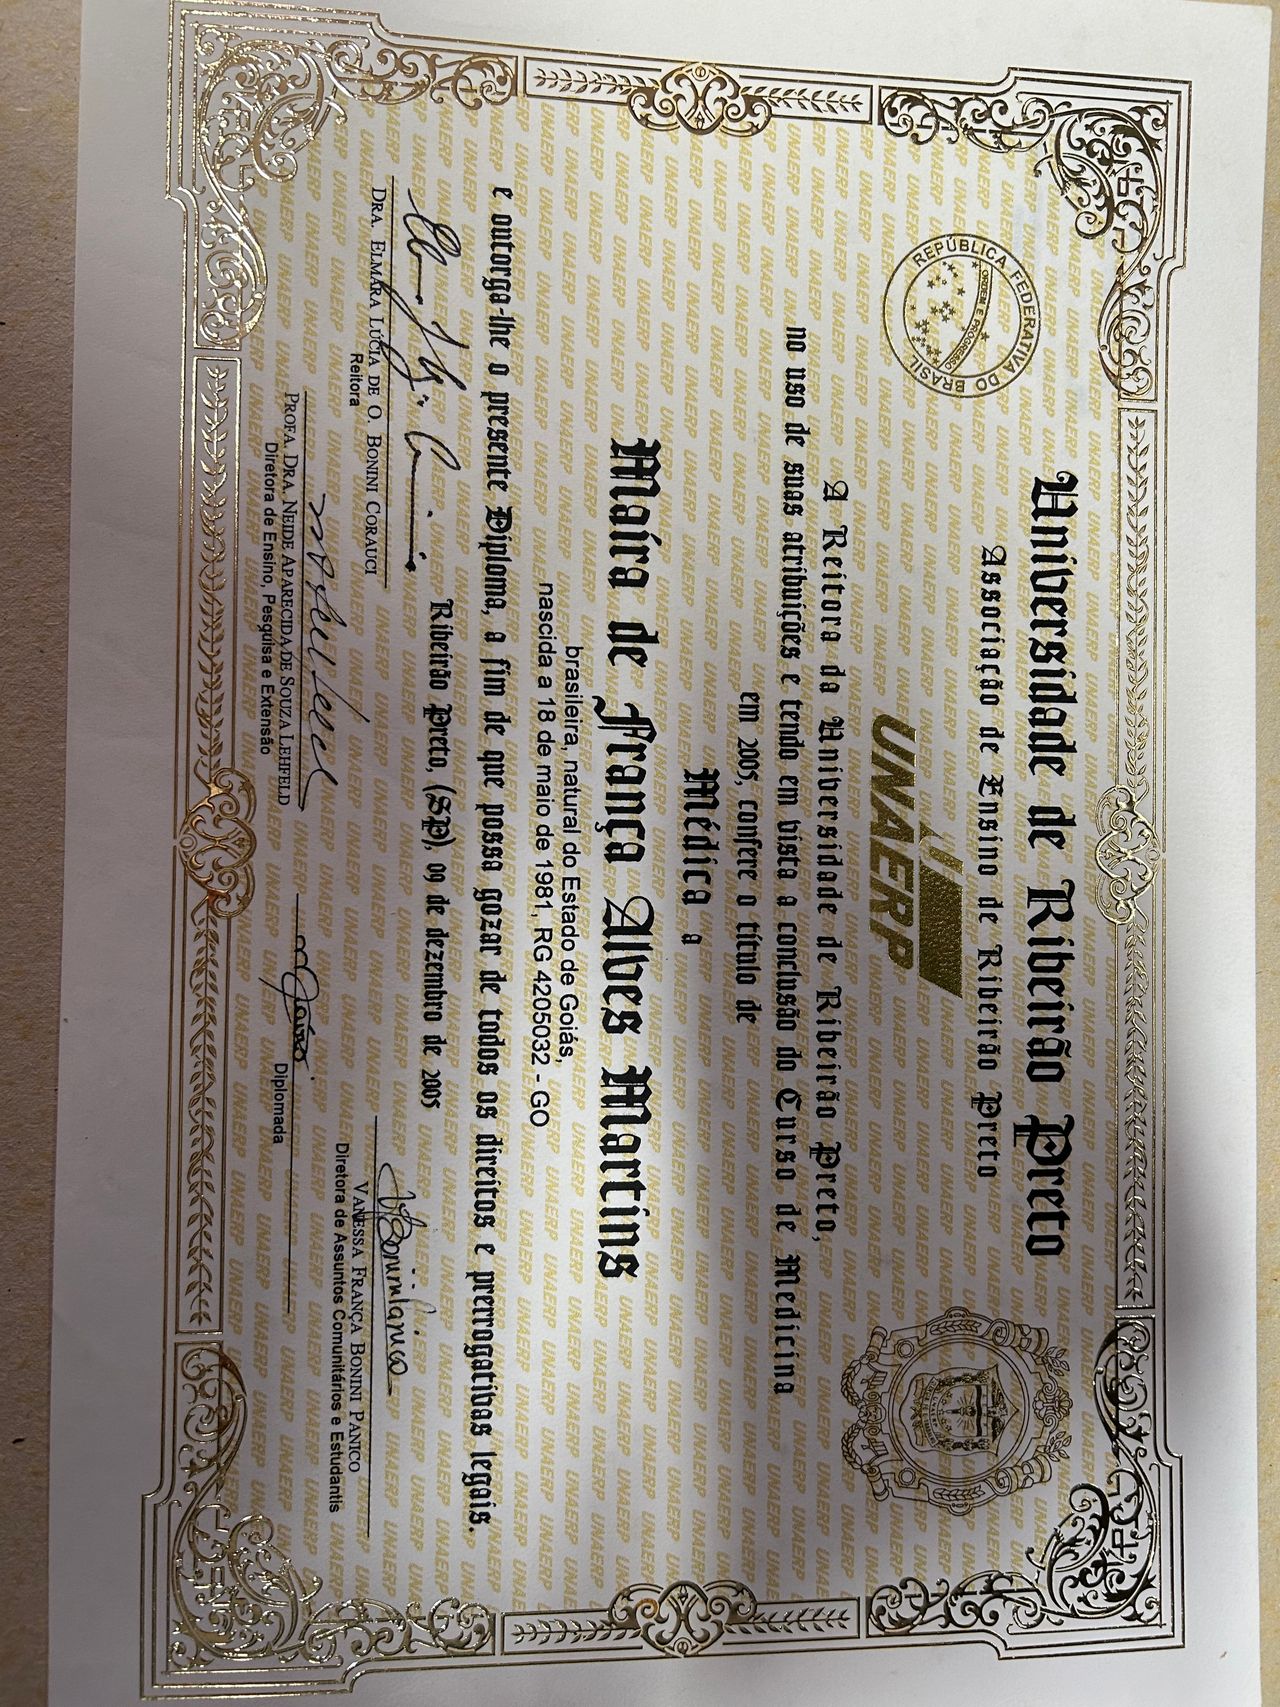 Universidade de Ribeirão Preto
Associação de Ensino de Ribeirão Preto
REPÚBLICA FEDERATIVA DO BRASIL
ORDEM E PROGRESSO
UNAERP
A Reitora da Universidade de Ribeirão Preto,
no uso de suas atribuições e tendo em vista a conclusão do Curso de Medicina
em 2005, confere o título de
Médica a
Maíra de França Alves Martins
brasileira, natural do Estado de Goiás,
nascida a 18 de maio de 1981, RG 4205032 - GO
e outorga-lhe o presente Diploma, a fim de que possa gozar de todos os direitos e prerrogativas legais.
Ribeirão Preto, (SP), 09 de dezembro de 2005
DRA. ELMARA LÚCIA DE O. BONINI CORAUCI
Reitora
VANESSA FRANÇA BONINI PANICO
Diretora de Assuntos Comunitários e Estudantis
PROFA. DRA. NEIDE APARECIDA DE SOUZA LEHFELD
Diretora de Ensino, Pesquisa e Extensão
Diplomada